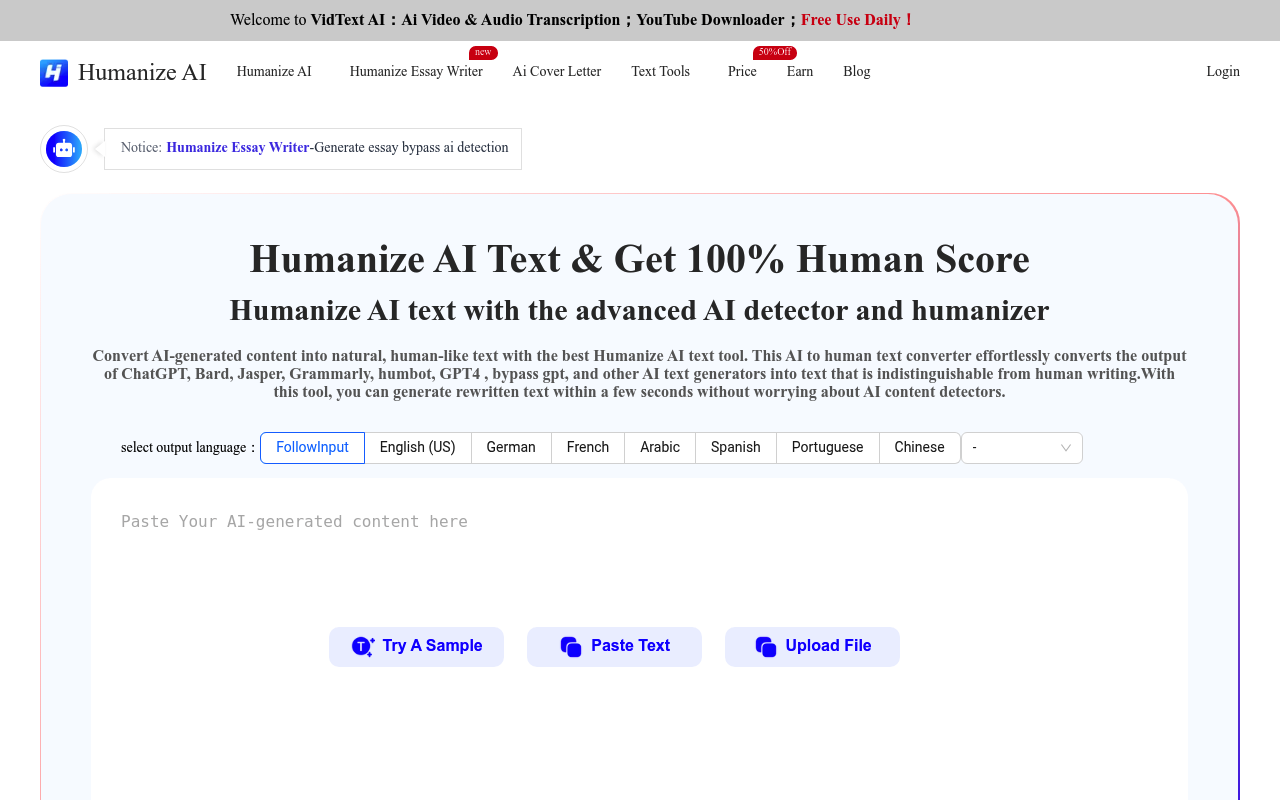 Welcome to VidText AI：Ai Video & Audio Transcription；YouTube Downloader；Free Use Daily！
Humanize AI
Humanize AI
Humanize Essay Writer
new
Ai Cover Letter
Text Tools
Price
50%Off
Earn
Blog
Login
Notice: Humanize Essay Writer-Generate essay bypass ai detection
Humanize AI Text & Get 100% Human Score
Humanize AI text with the advanced AI detector and humanizer
Convert AI-generated content into natural, human-like text with the best Humanize AI text tool. This AI to human text converter effortlessly converts the output
of ChatGPT, Bard, Jasper, Grammarly, humbot, GPT4 , bypass gpt, and other AI text generators into text that is indistinguishable from human writing.With
this tool, you can generate rewritten text within a few seconds without worrying about AI content detectors.
select output language：
FollowInput
English (US)
German
French
Arabic
Spanish
Portuguese
Chinese
-
Paste Your AI-generated content here
Try A Sample
Paste Text
Upload File